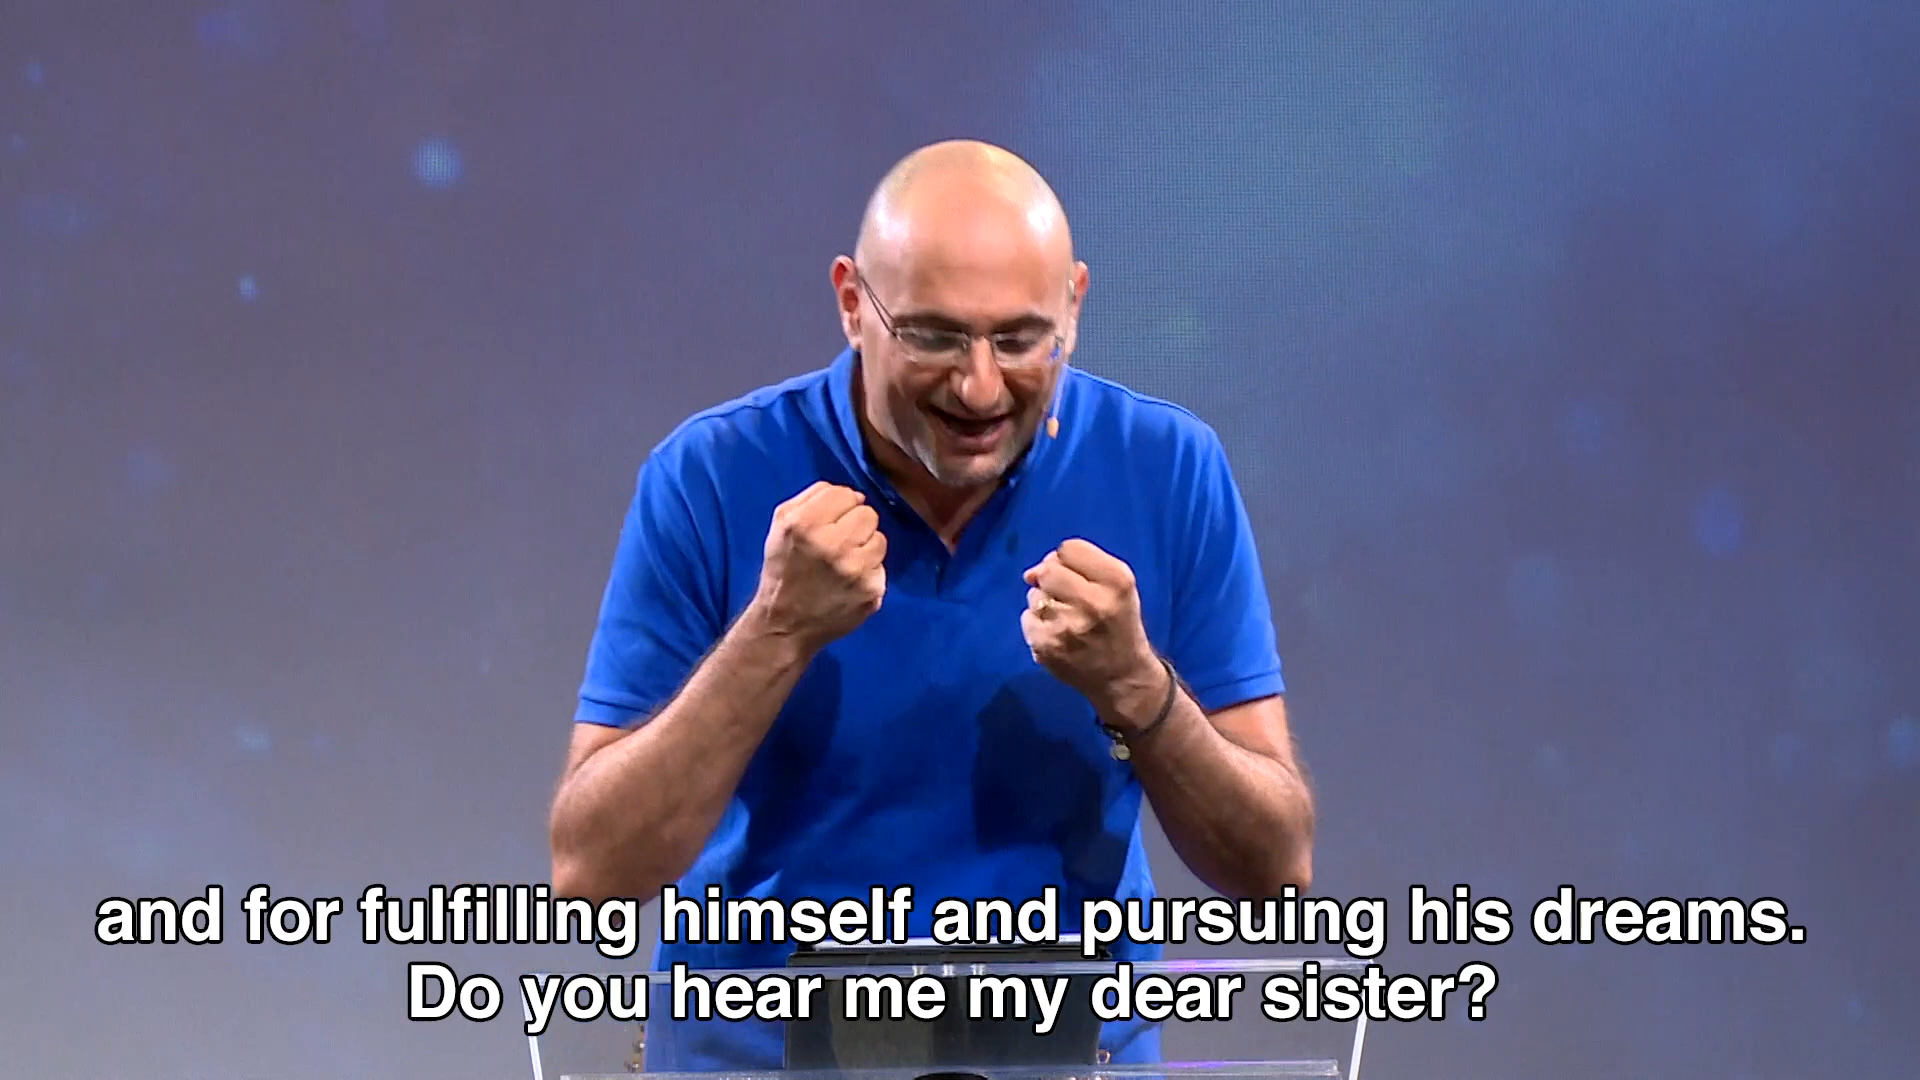 and for fulfilling himself and pursuing his dreams.
Do you hear me my dear sister?